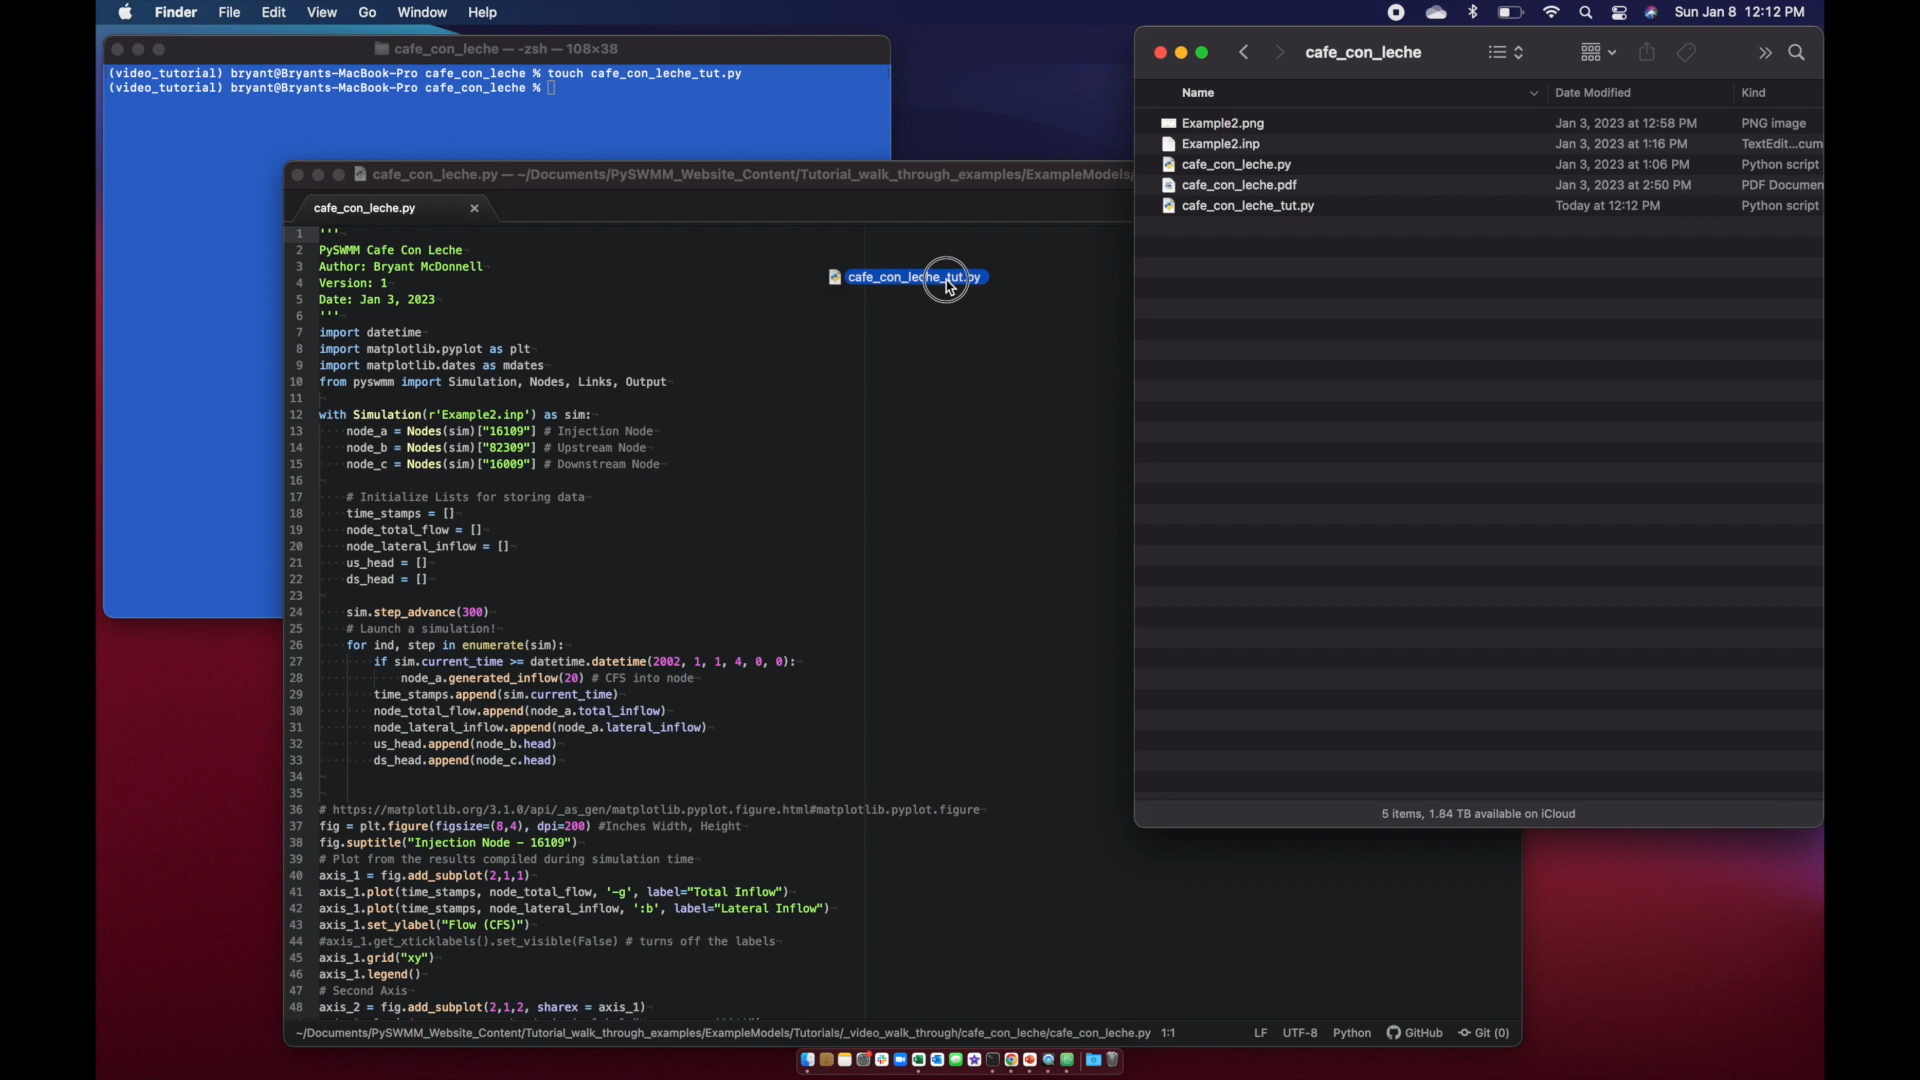 Finder File Edit View Go Window Help
Sun Jan 8 12:12 PM
cafe_con_leche — -zsh — 108×38
(video_tutorial) bryant@Bryants-MacBook-Pro cafe_con_leche % touch cafe_con_leche_tut.py
(video_tutorial) bryant@Bryants-MacBook-Pro cafe_con_leche %
cafe_con_leche
Name Date Modified Kind
Example2.png Jan 3, 2023 at 12:58 PM PNG image
Example2.inp Jan 3, 2023 at 1:16 PM TextEdit...cum
cafe_con_leche.py Jan 3, 2023 at 1:06 PM Python script
cafe_con_leche.pdf Jan 3, 2023 at 2:50 PM PDF Documen
cafe_con_leche_tut.py Today at 12:12 PM Python script
5 items, 1.84 TB available on iCloud
cafe_con_leche.py — ~/Documents/PySWMM_Website_Content/Tutorial_walk_through_examples/ExampleModels/
cafe_con_leche.py
cafe_con_leche_tut.py
1 '''
2 PySWMM Cafe Con Leche
3 Author: Bryant McDonnell
4 Version: 1
5 Date: Jan 3, 2023
6 '''
7 import datetime
8 import matplotlib.pyplot as plt
9 import matplotlib.dates as mdates
10 from pyswmm import Simulation, Nodes, Links, Output
11
12 with Simulation(r'Example2.inp') as sim:
13 node_a = Nodes(sim)["16109"] # Injection Node
14 node_b = Nodes(sim)["82309"] # Upstream Node
15 node_c = Nodes(sim)["16009"] # Downstream Node
16
17 # Initialize Lists for storing data
18 time_stamps = []
19 node_total_flow = []
20 node_lateral_inflow = []
21 us_head = []
22 ds_head = []
23
24 sim.step_advance(300)
25 # Launch a simulation!
26 for ind, step in enumerate(sim):
27 if sim.current_time >= datetime.datetime(2002, 1, 1, 4, 0, 0):
28 node_a.generated_inflow(20) # CFS into node
29 time_stamps.append(sim.current_time)
30 node_total_flow.append(node_a.total_inflow)
31 node_lateral_inflow.append(node_a.lateral_inflow)
32 us_head.append(node_b.head)
33 ds_head.append(node_c.head)
34
35
36 # https://matplotlib.org/3.1.0/api/_as_gen/matplotlib.pyplot.figure.html#matplotlib.pyplot.figure
37 fig = plt.figure(figsize=(8,4), dpi=200) #Inches Width, Height
38 fig.suptitle("Injection Node - 16109")
39 # Plot from the results compiled during simulation time
40 axis_1 = fig.add_subplot(2,1,1)
41 axis_1.plot(time_stamps, node_total_flow, '-g', label="Total Inflow")
42 axis_1.plot(time_stamps, node_lateral_inflow, ':b', label="Lateral Inflow")
43 axis_1.set_ylabel("Flow (CFS)")
44 #axis_1.get_xticklabels().set_visible(False) # turns off the labels
45 axis_1.grid("xy")
46 axis_1.legend()
47 # Second Axis
48 axis_2 = fig.add_subplot(2,1,2, sharex = axis_1)
~/Documents/PySWMM_Website_Content/Tutorial_walk_through_examples/ExampleModels/Tutorials/_video_walk_through/cafe_con_leche/cafe_con_leche.py 1:1
LF UTF-8 Python GitHub Git (0)